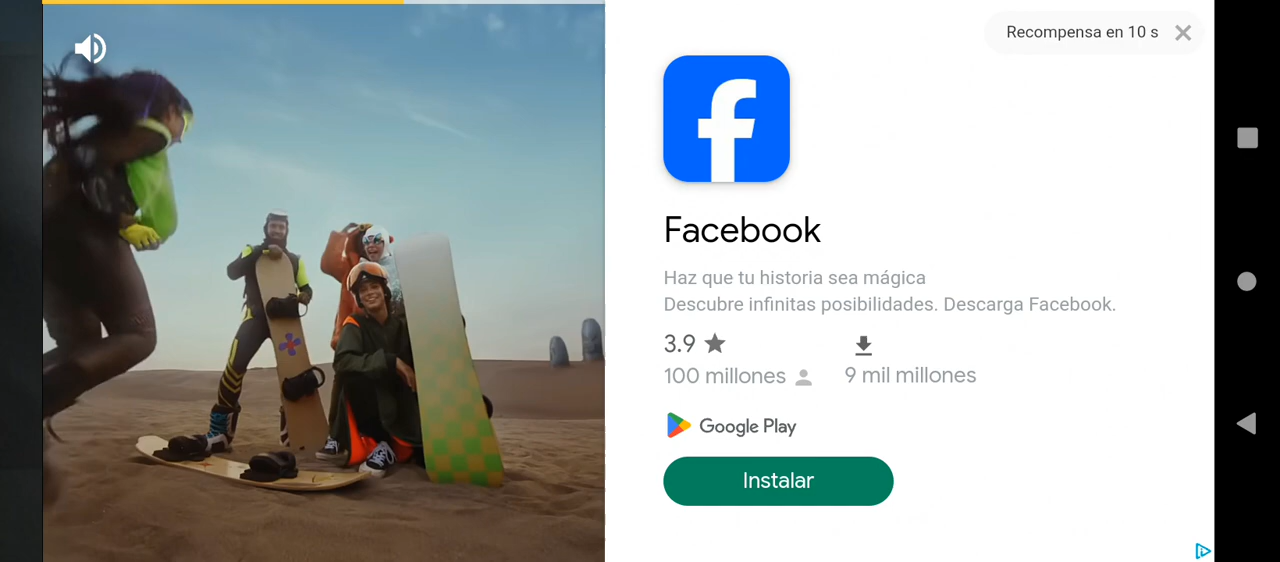 Recompensa en 10 s
Facebook
Haz que tu historia sea mágica
Descubre infinitas posibilidades. Descarga Facebook.
3.9
100 millones
9 mil millones
Google Play
Instalar